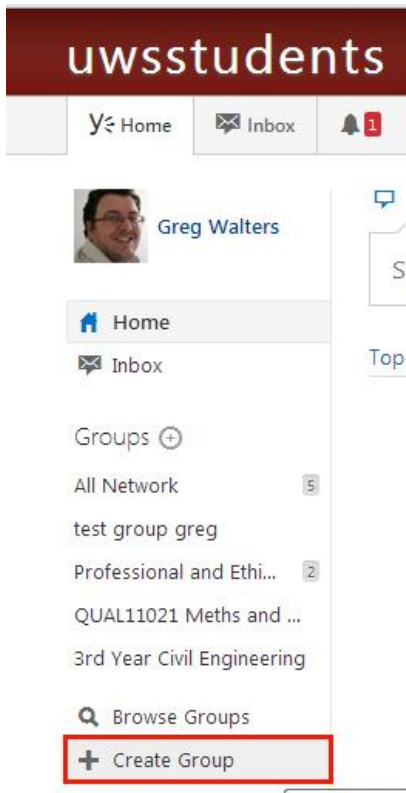 uwsstudents
Home Inbox 1
Greg Walters
S
Home
Inbox
Top
Groups
All Network 5
test group greg
Professional and Ethi... 2
QUAL11021 Meths and ...
3rd Year Civil Engineering
Browse Groups
Create Group